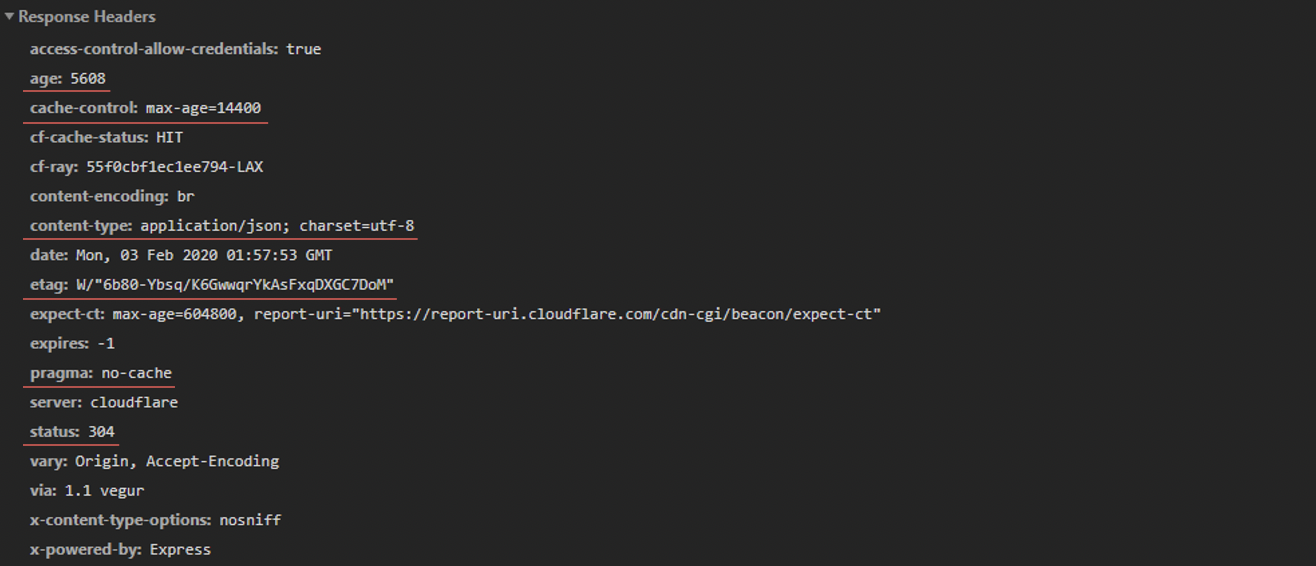 Response Headers
access-control-allow-credentials: true
age: 5608
cache-control: max-age=14400
cf-cache-status: HIT
cf-ray: 55f0cbf1ec1ee794-LAX
content-encoding: br
content-type: application/json; charset=utf-8
date: Mon, 03 Feb 2020 01:57:53 GMT
etag: W/"6b80-Ybsq/K6GwwqrYkAsFxqDXGC7DoM"
expect-ct: max-age=604800, report-uri="https://report-uri.cloudflare.com/cdn-cgi/beacon/expect-ct"
expires: -1
pragma: no-cache
server: cloudflare
status: 304
vary: Origin, Accept-Encoding
via: 1.1 vegur
x-content-type-options: nosniff
x-powered-by: Express